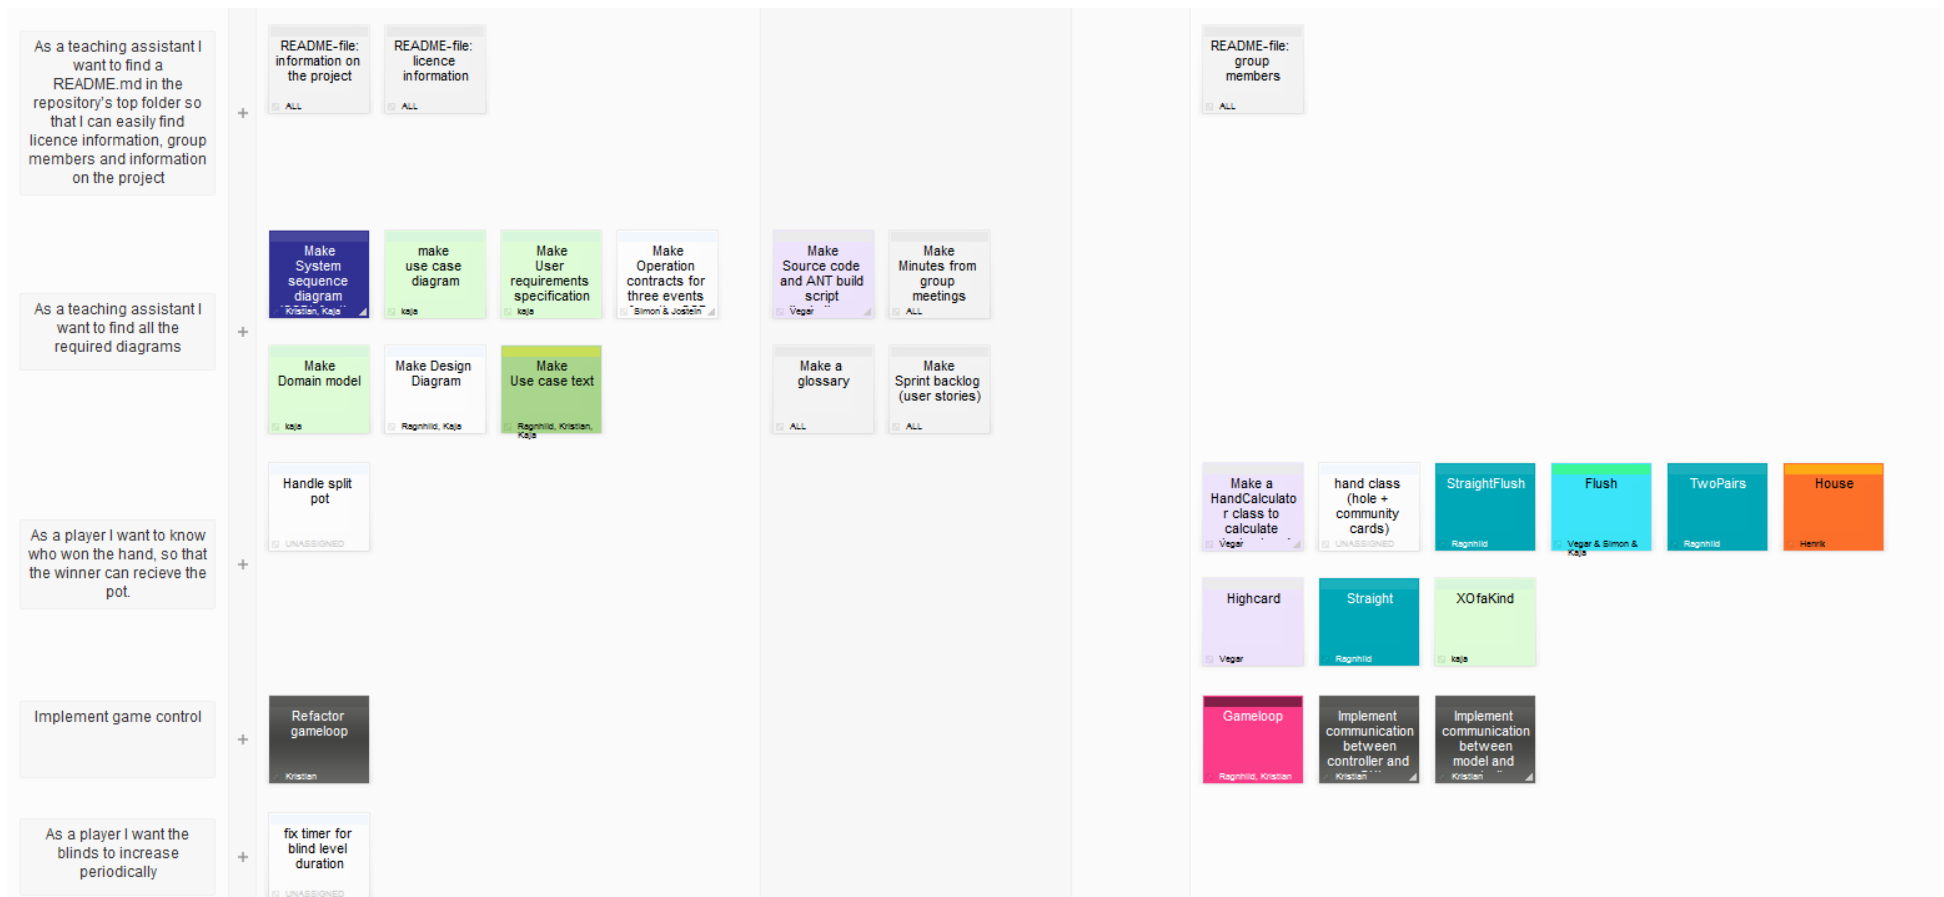 As a teaching assistant I
want to find a
README.md in the
repository's top folder so
that I can easily find
licence information, group
members and information
on the project
+
README-file:
information on
the project
ALL
README-file:
licence
information
ALL
README-file:
group
members
ALL
As a teaching assistant I
want to find all the
required diagrams
+
Make
System
sequence
diagram
Kristian, Kaja
make
use case
diagram
kaja
Make
User
requirements
specification
kaja
Make
Operation
contracts for
three events
Simon & Jostein
Make
Source code
and ANT build
script
Vegar
Make
Minutes from
group
meetings
ALL
Make
Domain model
kaja
Make Design
Diagram
Ragnhild, Kaja
Make
Use case text
Ragnhild, Kristian,
Kaja
Make a
glossary
ALL
Make
Sprint backlog
(user stories)
ALL
As a player I want to know
who won the hand, so that
the winner can recieve the
pot.
+
Handle split
pot
UNASSIGNED
Make a
HandCalculato
r class to
calculate
Vegar
hand class
(hole +
community
cards)
UNASSIGNED
StraightFlush
Ragnhild
Flush
Vegar & Simon &
Kaja
TwoPairs
Ragnhild
House
Henrik
Highcard
Vegar
Straight
Ragnhild
XOfaKind
kaja
Implement game control
+
Refactor
gameloop
Kristian
Gameloop
Ragnhild, Kristian
Implement
communication
between
controller and
Kristian
Implement
communication
between
model and
Kristian
As a player I want the
blinds to increase
periodically
+
fix timer for
blind level
duration
UNASSIGNED